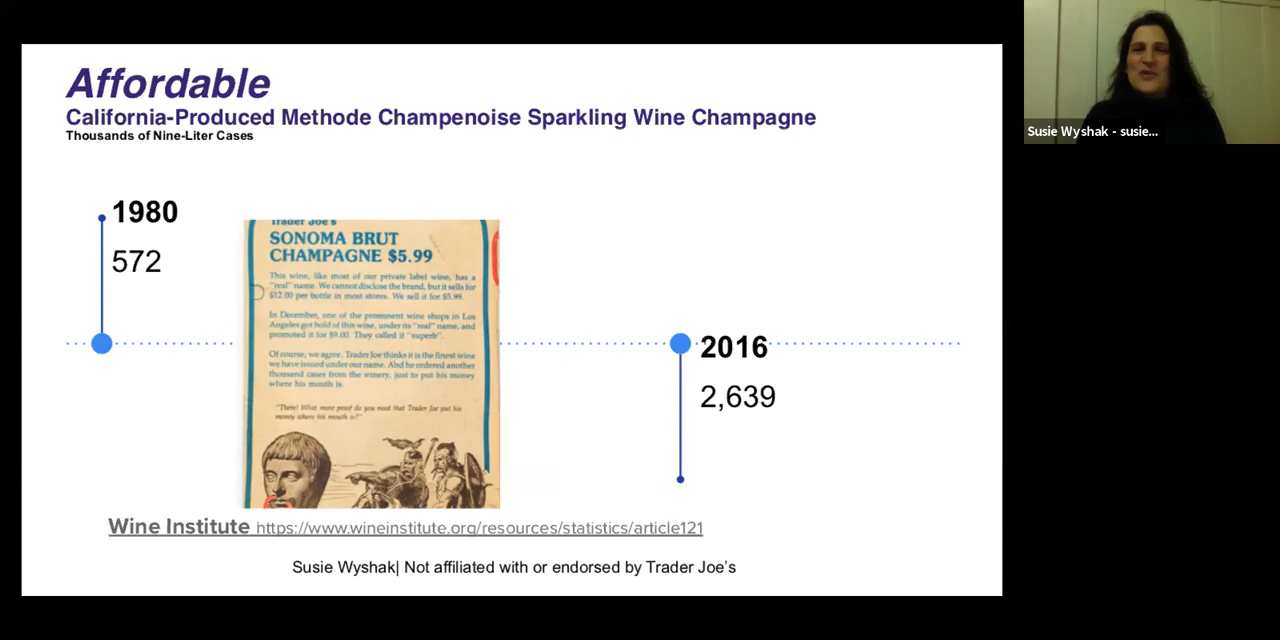 Affordable
California-Produced Methode Champenoise Sparkling Wine Champagne
Thousands of Nine-Liter Cases
1980
572
Trader Joe's
SONOMA BRUT
CHAMPAGNE $5.99
This wine, like most of our private label wine, has a
"real" name. We cannot disclose the brand, but it sells for
$12.00 per bottle in most stores. We sell it for $5.99.
In December, one of the prominent wine shops in Los
Angeles got hold of this wine, under its "real" name, and
promoted it for $9.00. They called it "superb".
Of course, we agree. Trader Joe thinks it is the finest wine
we have issued under our name. And he ordered another
thousand cases from the winery, just to put his money
where his mouth is.
"There! What more proof do you need that Trader Joe put his
money where his mouth is?"
2016
2,639
Wine Institute https://www.wineinstitute.org/resources/statistics/article121
Susie Wyshak| Not affiliated with or endorsed by Trader Joe's
Susie Wyshak - susie...